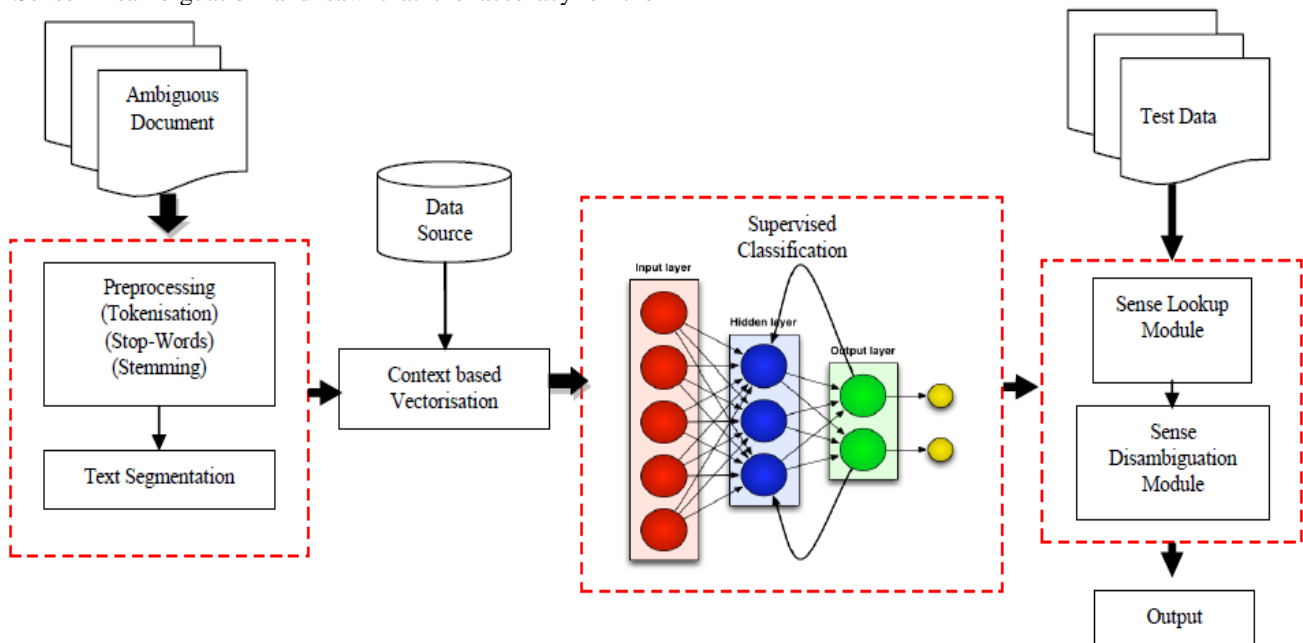 Ambiguous
Document
Preprocessing
(Tokenisation)
(Stop-Words)
(Stemming)
Text Segmentation
Data
Source
Context based
Vectorisation
Supervised
Classification
Input layer
Hidden layer
Output layer
Test Data
Sense Lookup
Module
Sense
Disambiguation
Module
Output